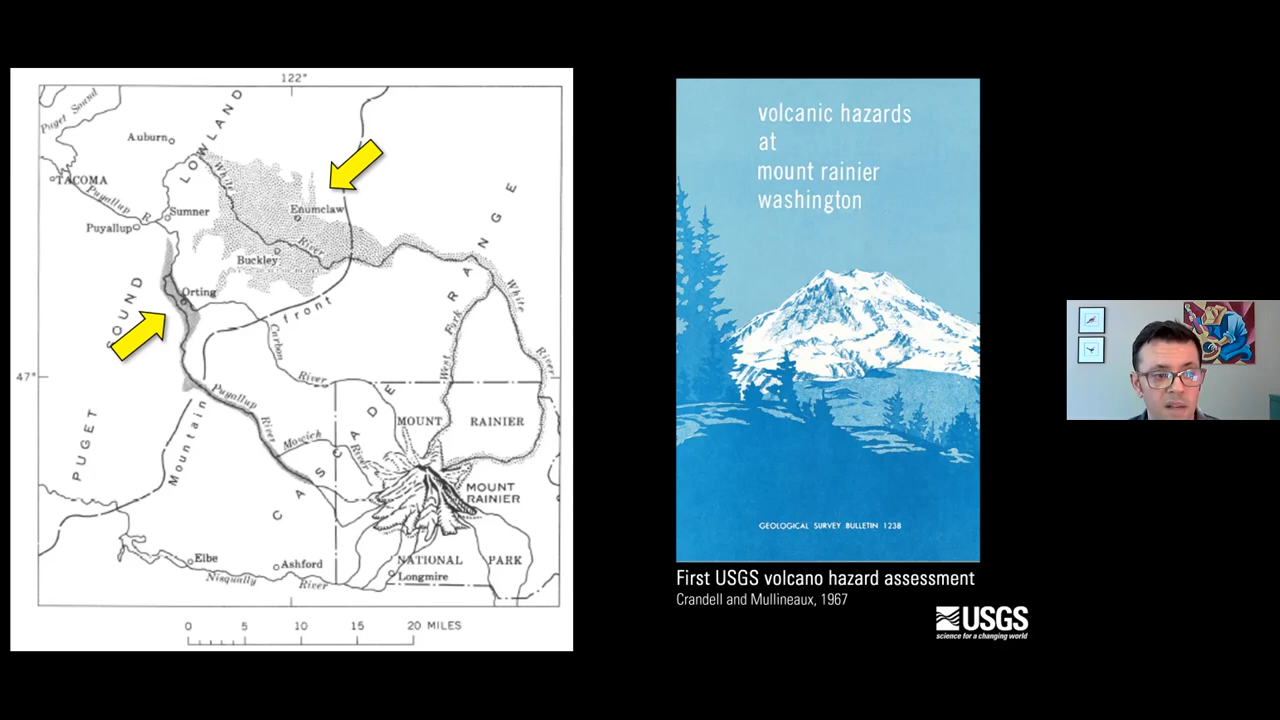 122°
Puget Sound
Auburn
LOWLAND
TACOMA
Puyallup R
White
River
Sumner
Enumclaw
Puyallup
Buckley
RANGE
SOUND
Orting
front
White
River
Carbon
River
West Fork
47°
Puyallup
River
Mowich
River
CASCADE
MOUNT RAINIER
PUGET
Mountain
MOUNT
RAINIER
Elbe
Ashford
NATIONAL PARK
Nisqually River
Longmire
0 5 10 15 20 MILES
volcanic hazards
at
mount rainier
washington
GEOLOGICAL SURVEY BULLETIN 1238
First USGS volcano hazard assessment
Crandell and Mullineaux, 1967
USGS
science for a changing world